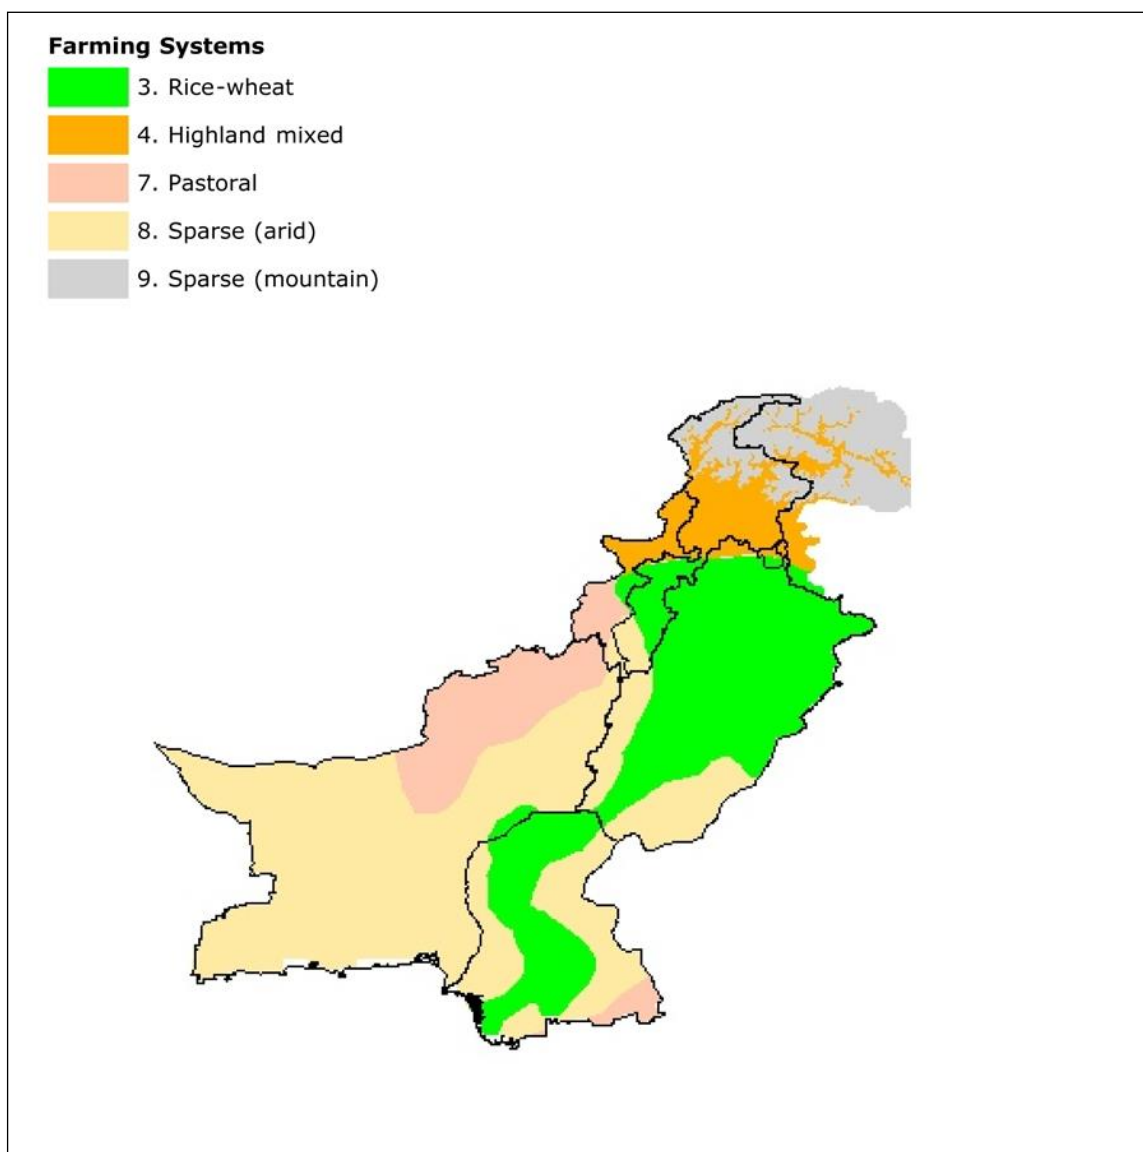 Farming Systems
3. Rice-wheat
4. Highland mixed
7. Pastoral
8. Sparse (arid)
9. Sparse (mountain)